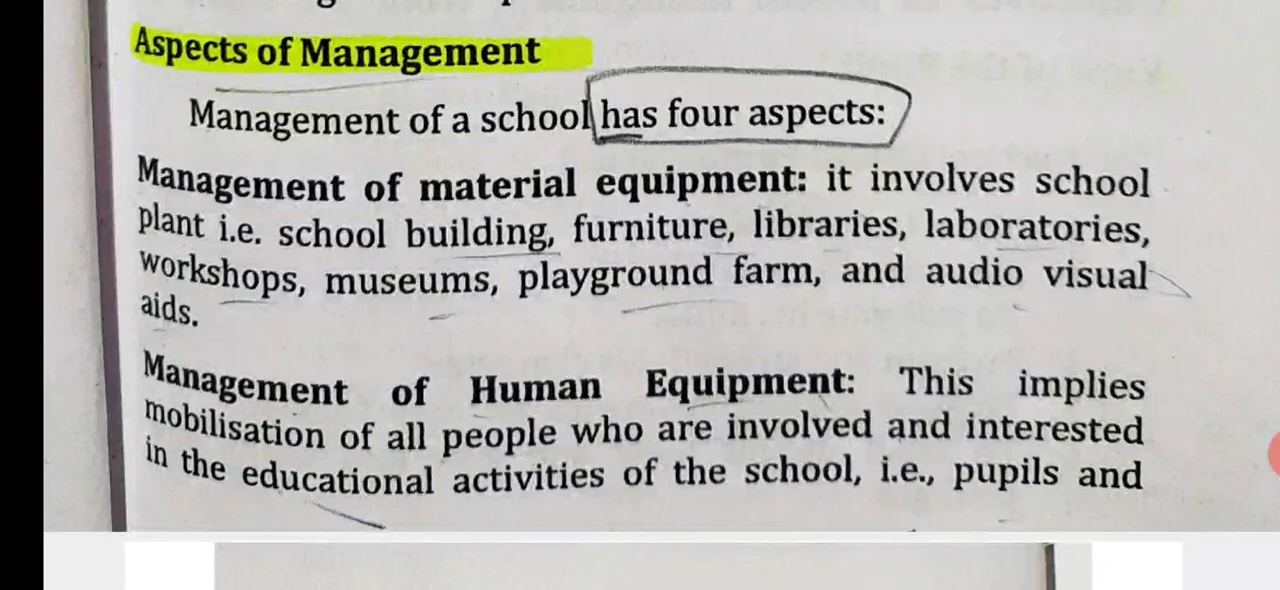 Aspects of Management
Management of a school has four aspects:
Management of material equipment: it involves school
plant i.e. school building, furniture, libraries, laboratories,
workshops, museums, playground farm, and audio visual
aids.
Management of Human Equipment: This implies
mobilisation of all people who are involved and interested
in the educational activities of the school, i.e., pupils and